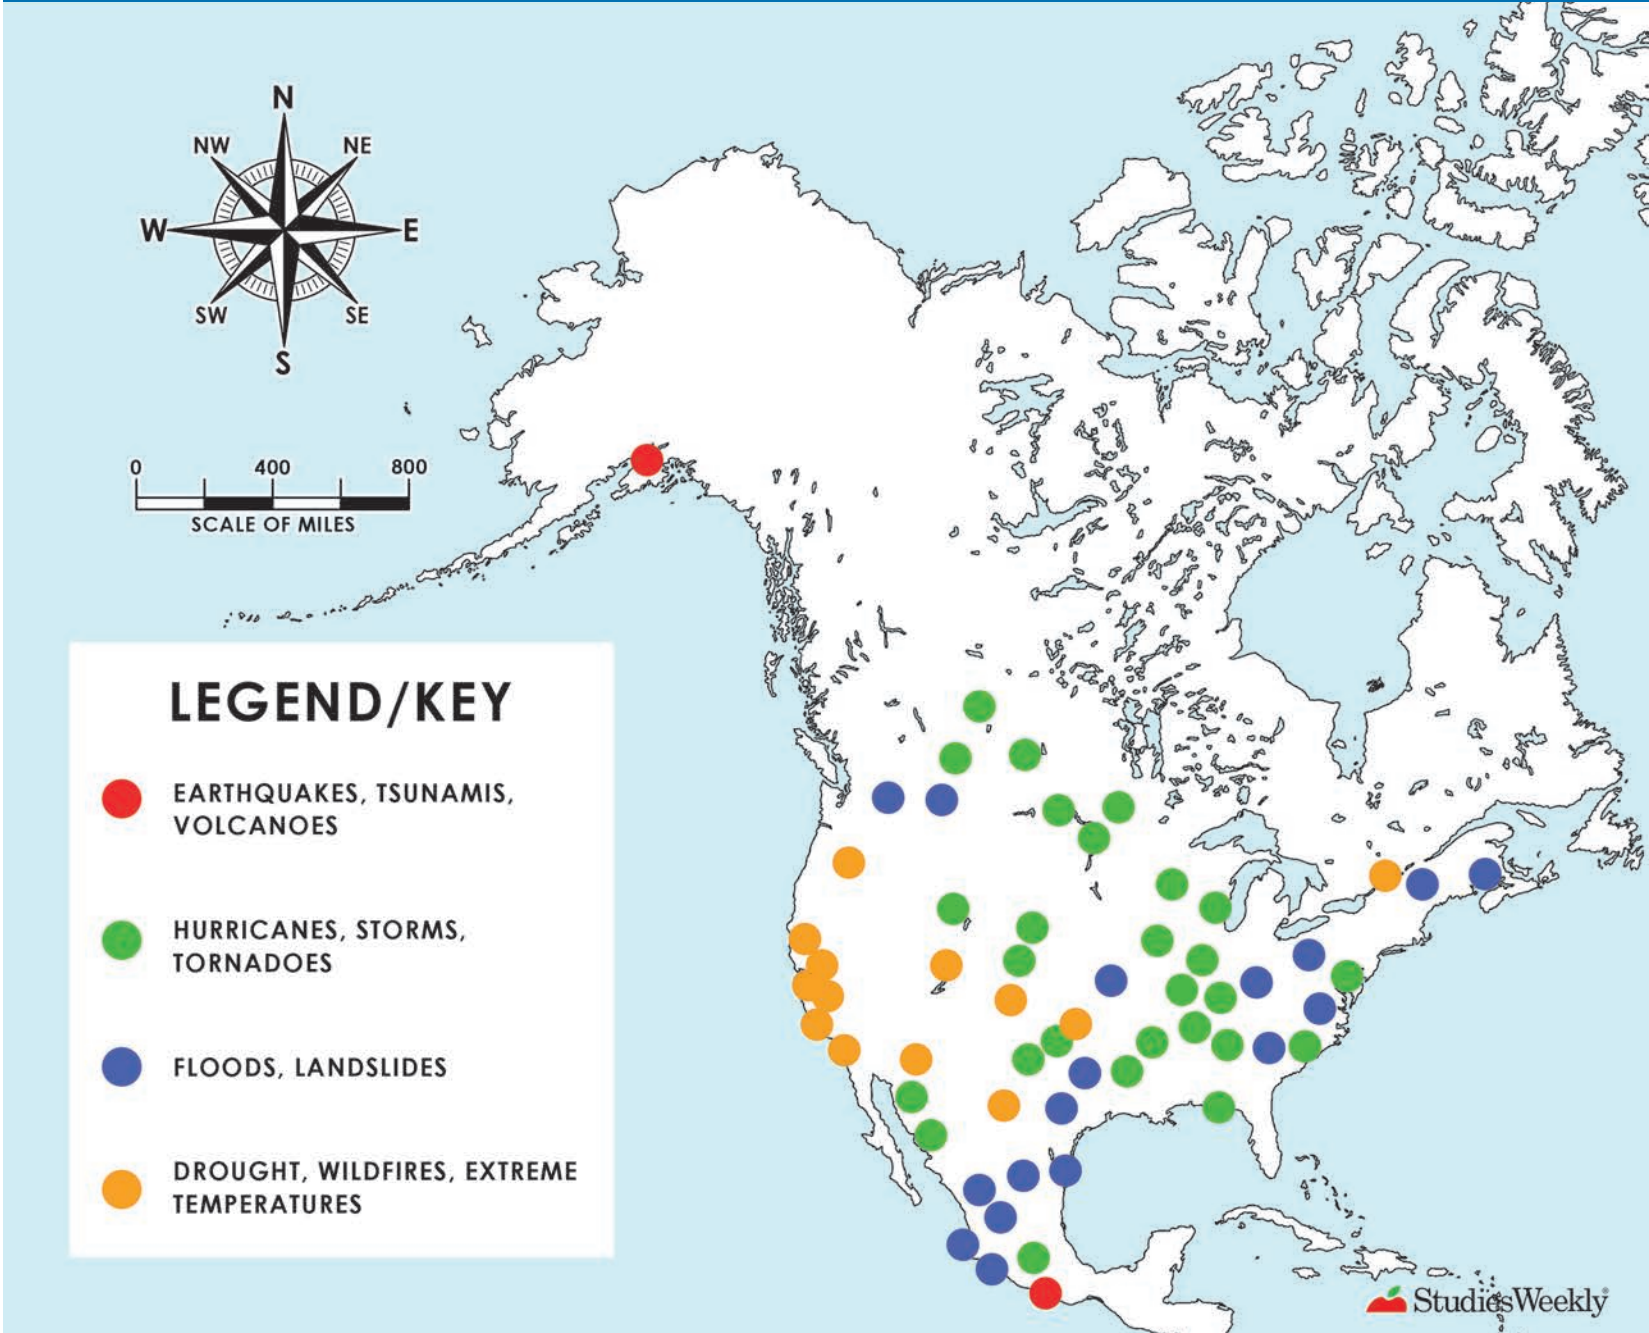 N
NW
NE
W
E
SW
SE
S
0
400
800
SCALE OF MILES
LEGEND/KEY
EARTHQUAKES, TSUNAMIS,
VOLCANOES
HURRICANES, STORMS,
TORNADOES
FLOODS, LANDSLIDES
DROUGHT, WILDFIRES, EXTREME
TEMPERATURES
StudiesWeekly